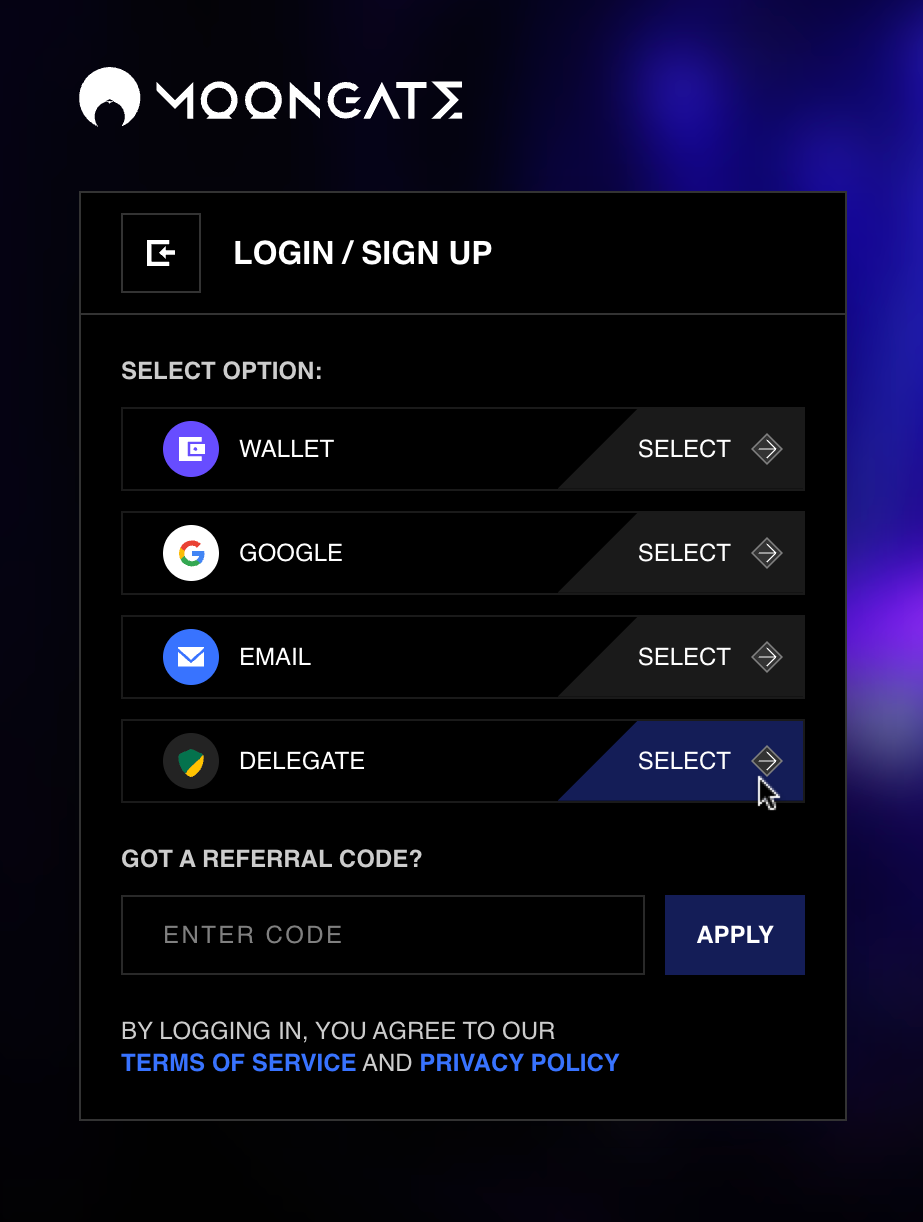 MOONGATE
LOGIN / SIGN UP
SELECT OPTION:
WALLET SELECT
GOOGLE SELECT
EMAIL SELECT
DELEGATE SELECT
GOT A REFERRAL CODE?
ENTER CODE APPLY
BY LOGGING IN, YOU AGREE TO OUR
TERMS OF SERVICE AND PRIVACY POLICY